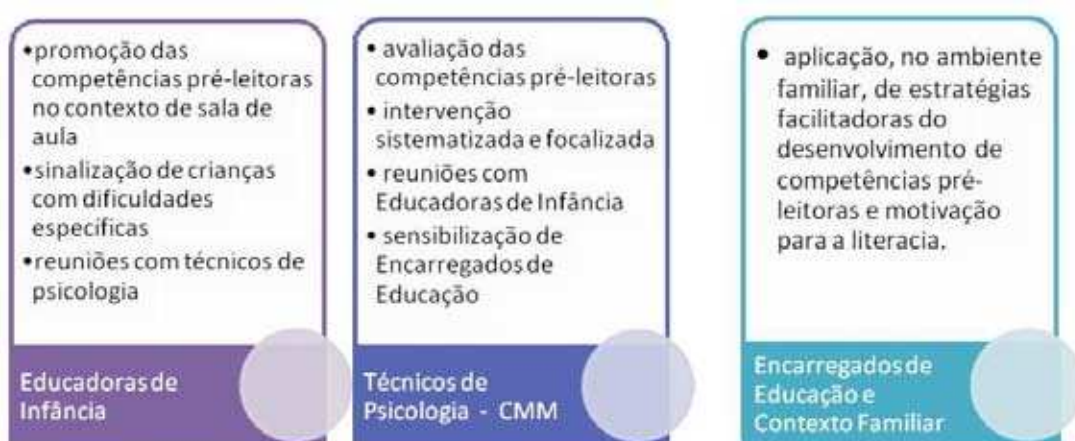 •promoção das
competências pré-leitoras
no contexto de sala de
aula
•sinalização de crianças
com dificuldades
específicas
•reuniões com técnicos de
psicologia
Educadoras de
Infância
• avaliação das
competências pré-leitoras
• intervenção
sistematizada e focalizada
• reuniões com
Educadoras de Infância
• sensibilização de
Encarregados de
Educação
Técnicos de
Psicologia - CMM
• aplicação, no ambiente
familiar, de estratégias
facilitadoras do
desenvolvimento de
competências pré-
leitoras e motivação
para a literacia.
Encarregados de
Educação e
Contexto Familiar